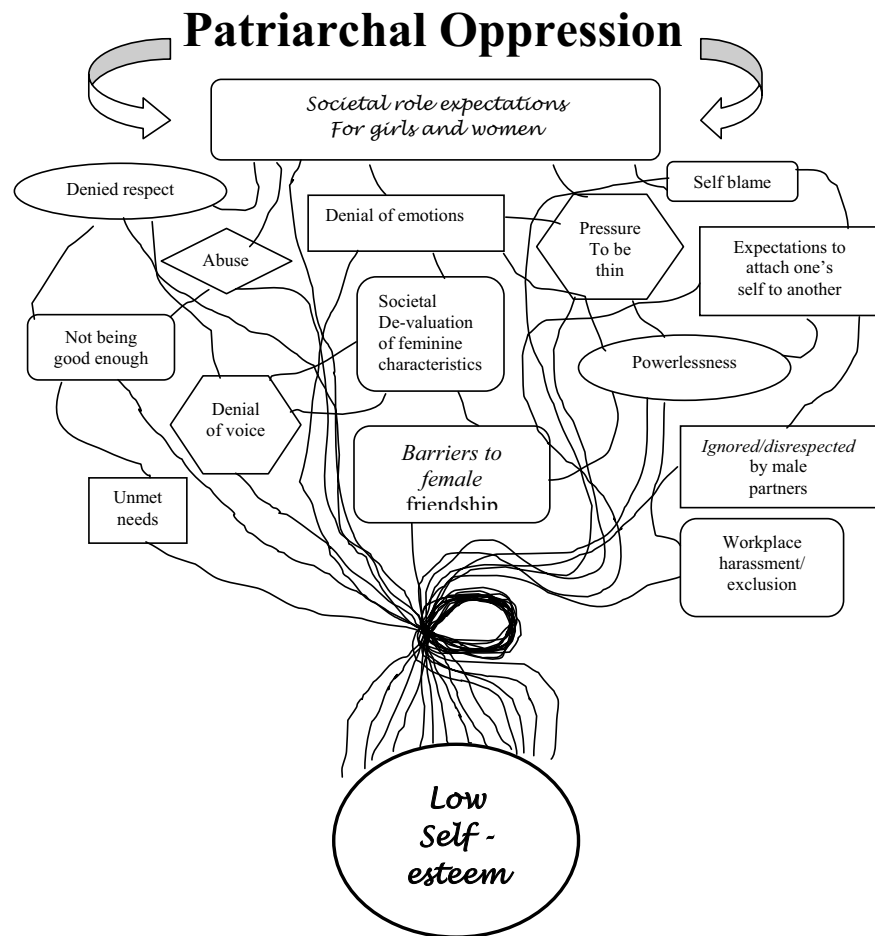 Patriarchal Oppression
Societal role expectations
For girls and women
Denied respect
Self blame
Denial of emotions
Pressure
To be
thin
Expectations to
attach one's
self to another
Abuse
Societal
De-valuation
of feminine
characteristics
Not being
good enough
Powerlessness
Denial
of voice
Barriers to
female
friendship
Ignored/disrespected
by male
partners
Unmet
needs
Workplace
harassment/
exclusion
Low
Self -
esteem